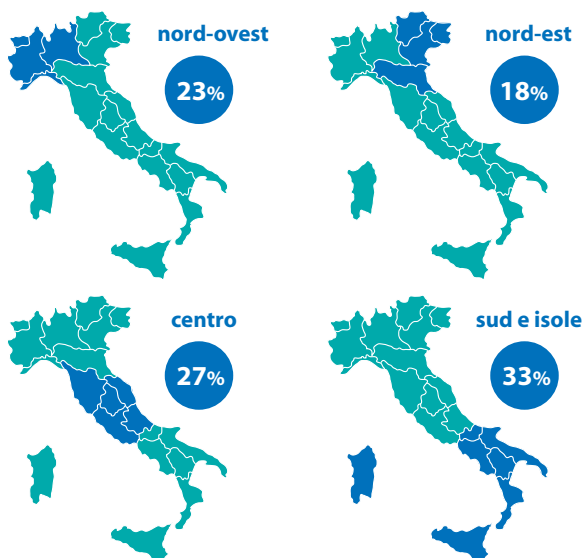 nord-ovest
23%
nord-est
18%
centro
27%
sud e isole
33%